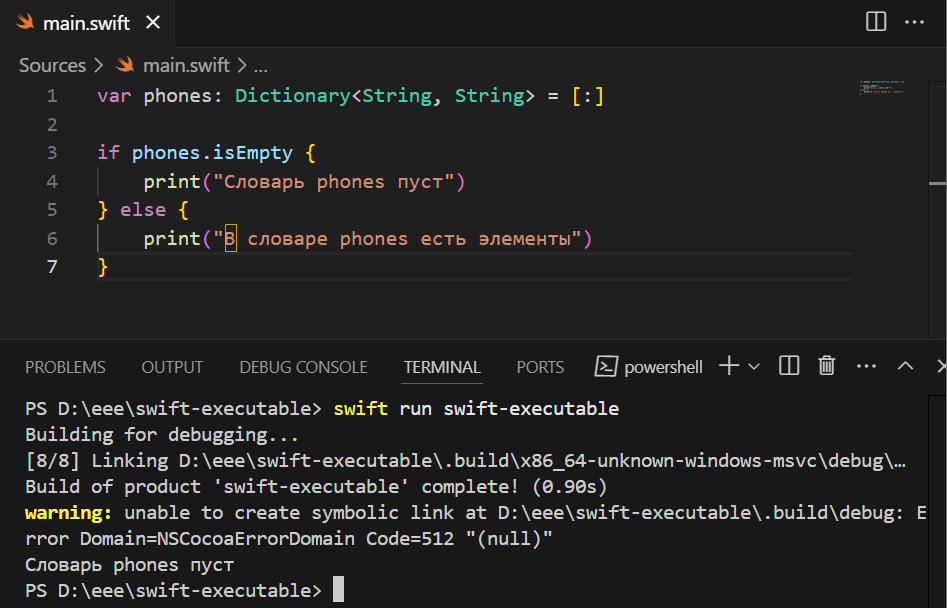 main.swift
Sources > main.swift > ...
1 var phones: Dictionary<String, String> = [:]
2
3 if phones.isEmpty {
4 print("Словарь phones пуст")
5 } else {
6 print("В словаре phones есть элементы")
7 }
PROBLEMS OUTPUT DEBUG CONSOLE TERMINAL PORTS powershell
PS D:\eee\swift-executable> swift run swift-executable
Building for debugging...
[8/8] Linking D:\eee\swift-executable\.build\x86_64-unknown-windows-msvc\debug\…
Build of product 'swift-executable' complete! (0.90s)
warning: unable to create symbolic link at D:\eee\swift-executable\.build\debug: E
rror Domain=NSCocoaErrorDomain Code=512 "(null)"
Словарь phones пуст
PS D:\eee\swift-executable>